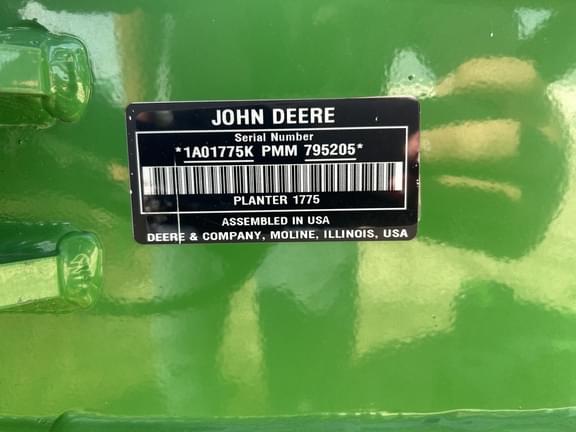 JOHN DEERE
Serial Number
*1A01775K PMM 795205*
PLANTER 1775
ASSEMBLED IN USA
DEERE & COMPANY, MOLINE, ILLINOIS, USA